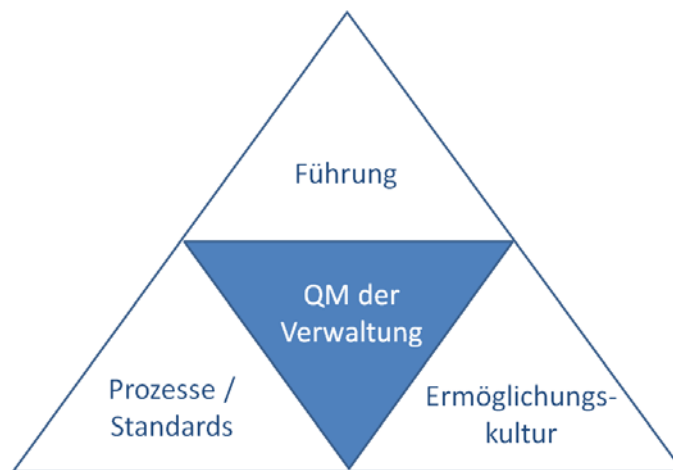 Führung
QM der
Verwaltung
Prozesse /
Standards
Ermöglichungs-
kultur